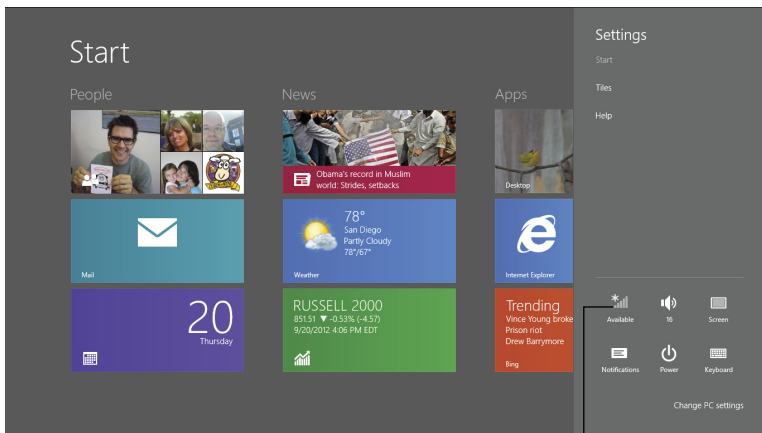 Start
People
News
Obama's record in Muslim
world: Strides, setbacks
Apps
Desktop
Mail
78°
San Diego
Partly Cloudy
78°/67°
Weather
Internet Explorer
20
Thursday
RUSSELL 2000
851.51 ▼ -0.53% (-4.57)
9/20/2012 4:06 PM EDT
Trending
Vince Young broke
Prison riot
Drew Barrymore
Bing
Settings
Start
Tiles
Help
Available
16
Screen
Notifications
Power
Keyboard
Change PC settings